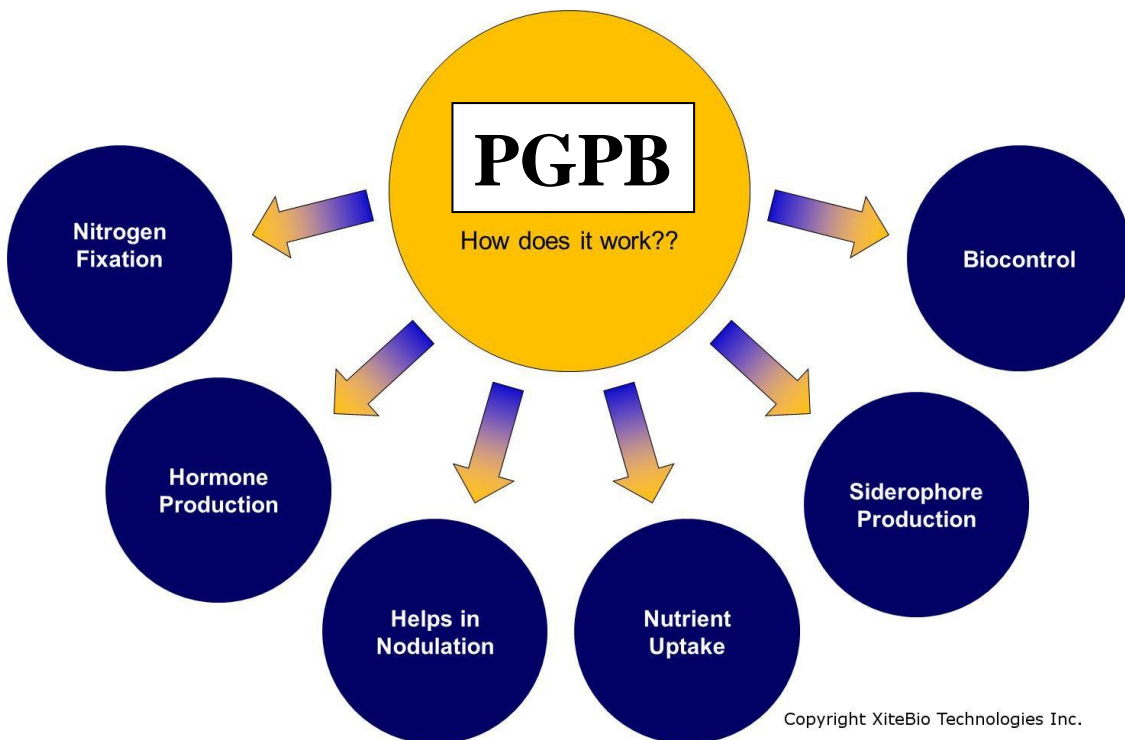 PGPB
How does it work??
Nitrogen
Fixation
Biocontrol
Hormone
Production
Siderophore
Production
Helps in
Nodulation
Nutrient
Uptake
Copyright XiteBio Technologies Inc.